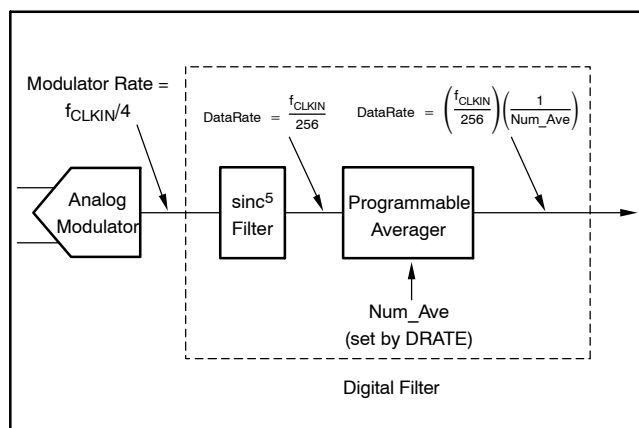 Modulator Rate =
fCLKIN/4
DataRate = fCLKIN/256
DataRate = (fCLKIN/256)(1/Num_Ave)
Analog
Modulator
sinc5
Filter
Programmable
Averager
Num_Ave
(set by DRATE)
Digital Filter